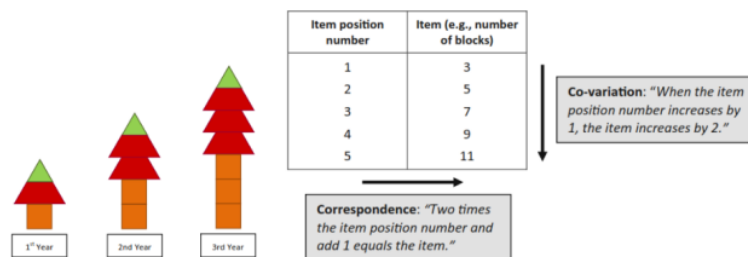 1st Year
2nd Year
3rd Year
Item position number
Item (e.g., number of blocks)
1 3
2 5
3 7
4 9
5 11
Co-variation: "When the item
position number increases by
1, the item increases by 2."
Correspondence: "Two times
the item position number and
add 1 equals the item."